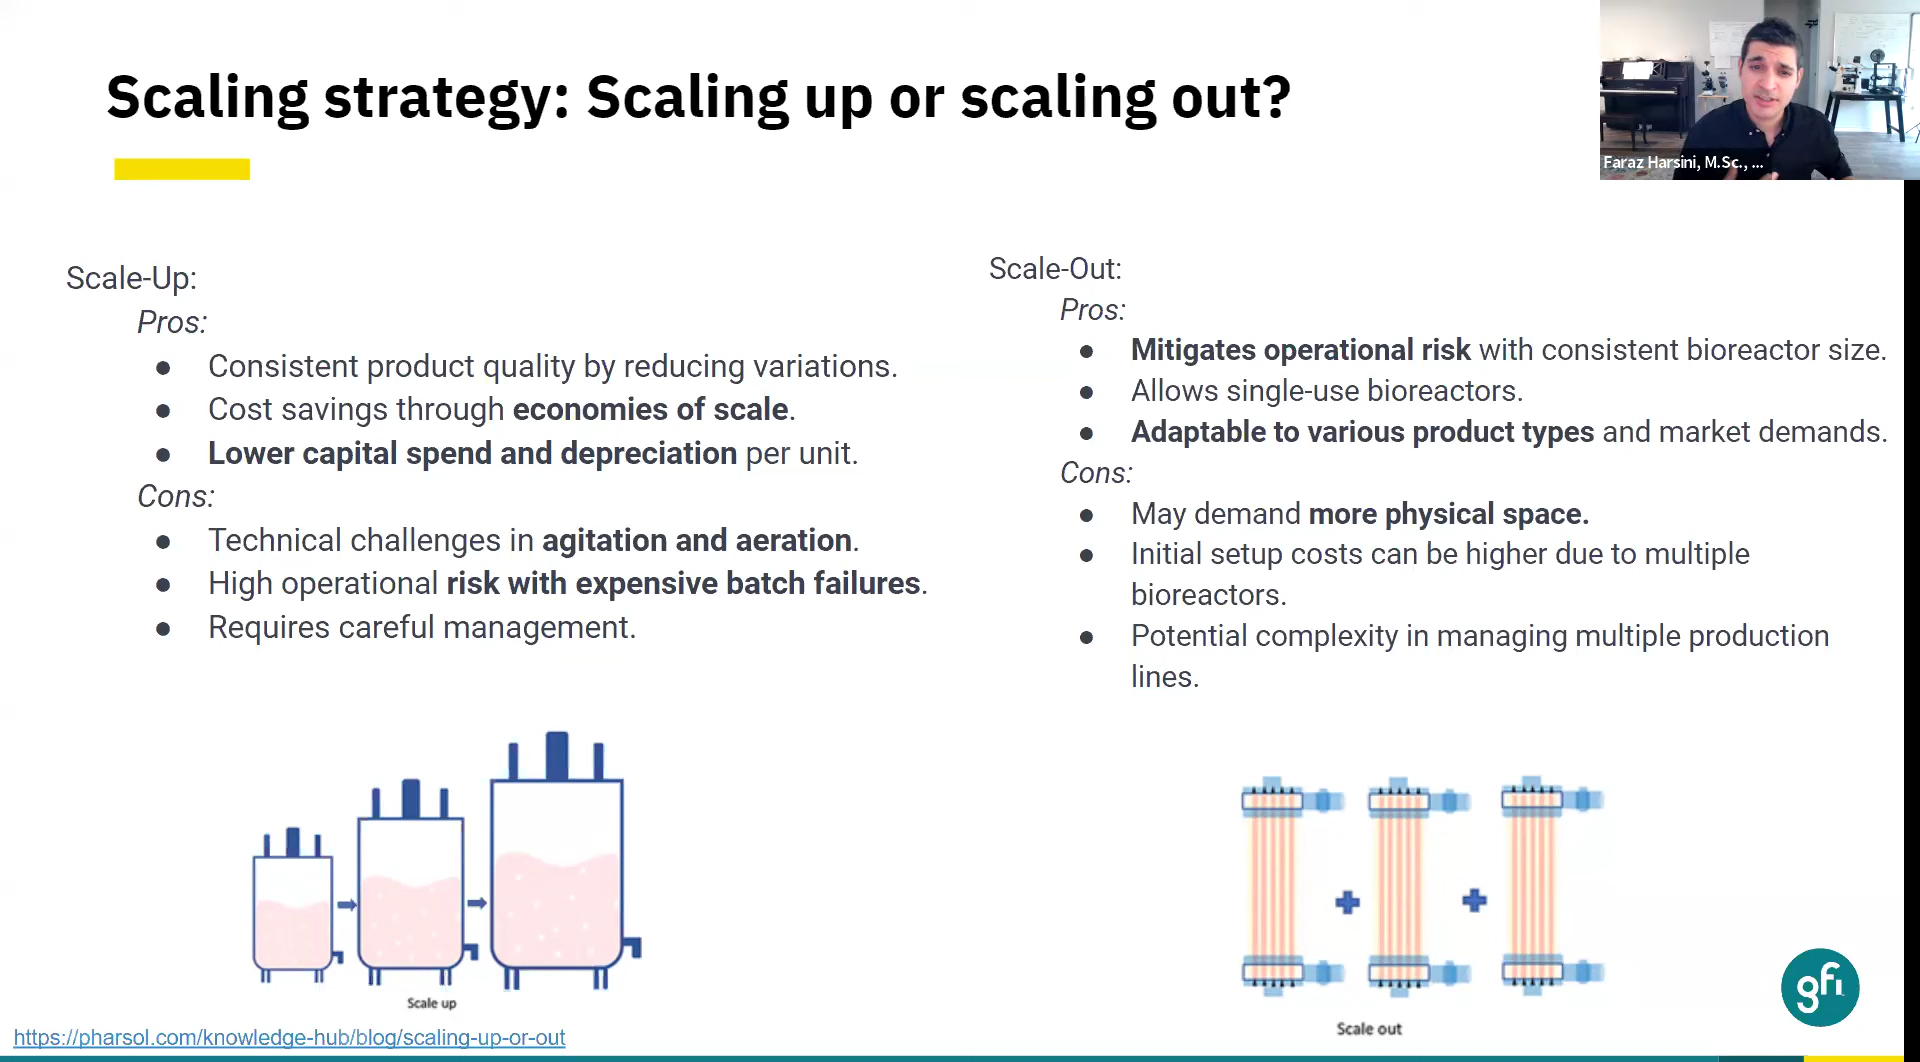 Scaling strategy: Scaling up or scaling out?
Faraz Harsini, M.Sc., ...
Scale-Up:
Pros:
● Consistent product quality by reducing variations.
● Cost savings through economies of scale.
● Lower capital spend and depreciation per unit.
Cons:
● Technical challenges in agitation and aeration.
● High operational risk with expensive batch failures.
● Requires careful management.
Scale up
https://pharsol.com/knowledge-hub/blog/scaling-up-or-out
Scale-Out:
Pros:
● Mitigates operational risk with consistent bioreactor size.
● Allows single-use bioreactors.
● Adaptable to various product types and market demands.
Cons:
● May demand more physical space.
● Initial setup costs can be higher due to multiple
bioreactors.
● Potential complexity in managing multiple production
lines.
Scale out
gfi